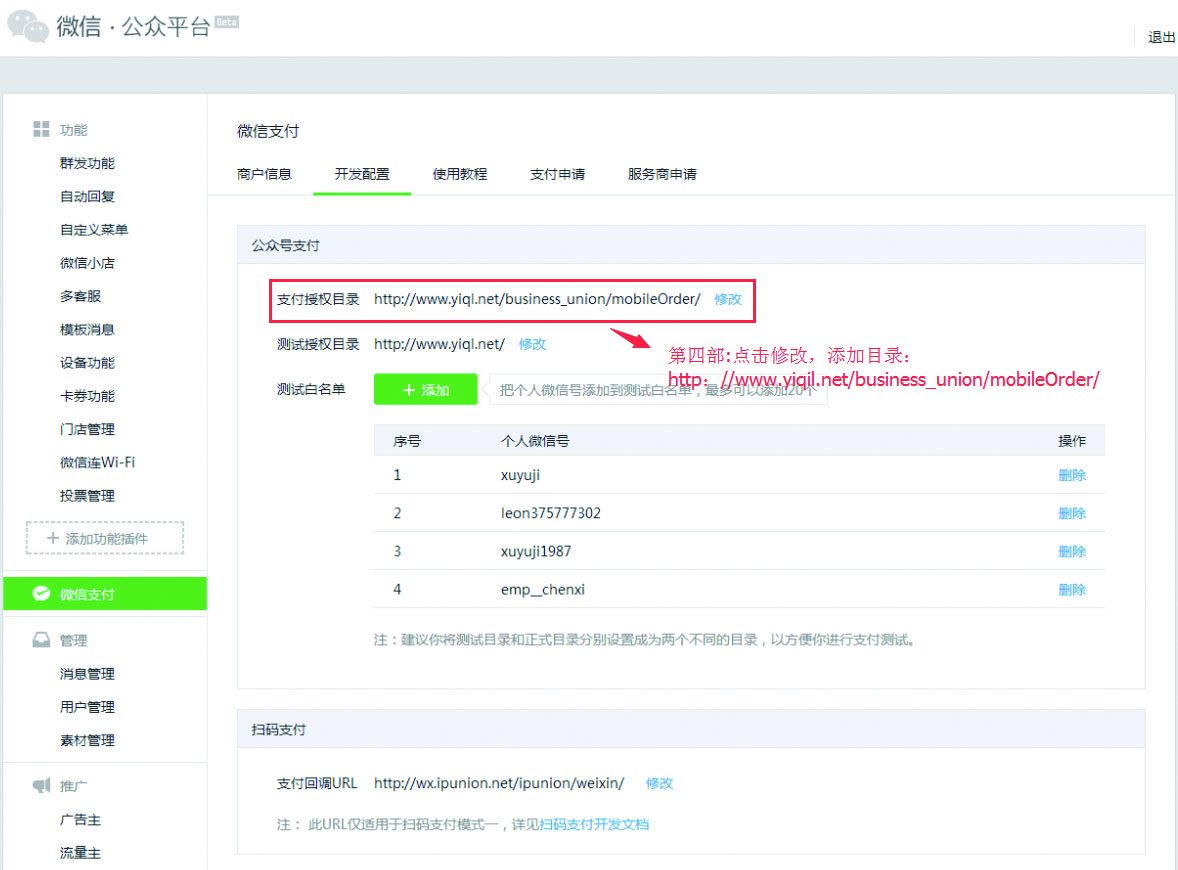 微信·公众平台 Beta
退出
功能
群发功能
自动回复
自定义菜单
微信小店
多客服
模板消息
设备功能
卡券功能
门店管理
微信连Wi-Fi
投票管理
添加功能插件
微信支付
管理
消息管理
用户管理
素材管理
推广
广告主
流量主
微信支付
商户信息 开发配置 使用教程 支付申请 服务商申请
公众号支付
支付授权目录 http://www.yiql.net/business_union/mobileOrder/ 修改
测试授权目录 http://www.yiql.net/ 修改
第四部:点击修改，添加目录：
http：//www.yiqil.net/business_union/mobileOrder/
测试白名单 +添加 把个人微信号添加到测试白名单，最多可以添加20个
序号 个人微信号 操作
1 xuyuji 删除
2 leon375777302 删除
3 xuyuji1987 删除
4 emp__chenxi 删除
注：建议你将测试目录和正式目录分别设置成为两个不同的目录，以方便你进行支付测试。
扫码支付
支付回调URL http://wx.ipunion.net/ipunion/weixin/ 修改
注： 此URL仅适用于扫码支付模式一，详见扫码支付开发文档